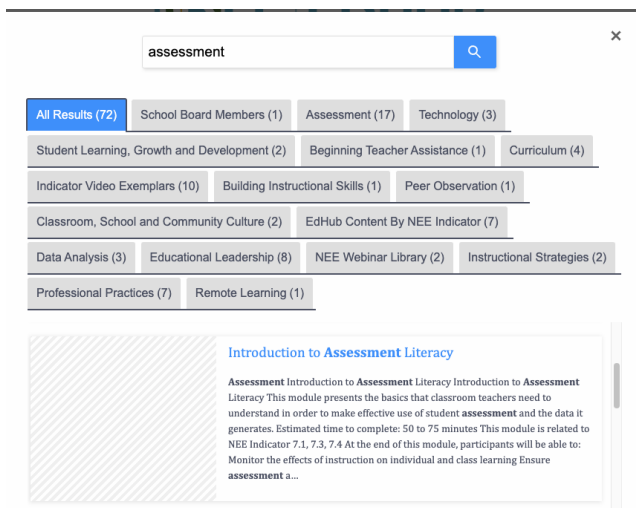 assessment
×
All Results (72) School Board Members (1) Assessment (17) Technology (3)
Student Learning, Growth and Development (2) Beginning Teacher Assistance (1) Curriculum (4)
Indicator Video Exemplars (10) Building Instructional Skills (1) Peer Observation (1)
Classroom, School and Community Culture (2) EdHub Content By NEE Indicator (7)
Data Analysis (3) Educational Leadership (8) NEE Webinar Library (2) Instructional Strategies (2)
Professional Practices (7) Remote Learning (1)
Introduction to Assessment Literacy
Assessment Introduction to Assessment Literacy Introduction to Assessment
Literacy This module presents the basics that classroom teachers need to
understand in order to make effective use of student assessment and the data it
generates. Estimated time to complete: 50 to 75 minutes This module is related to
NEE Indicator 7.1, 7.3, 7.4 At the end of this module, participants will be able to:
Monitor the effects of instruction on individual and class learning Ensure
assessment a...